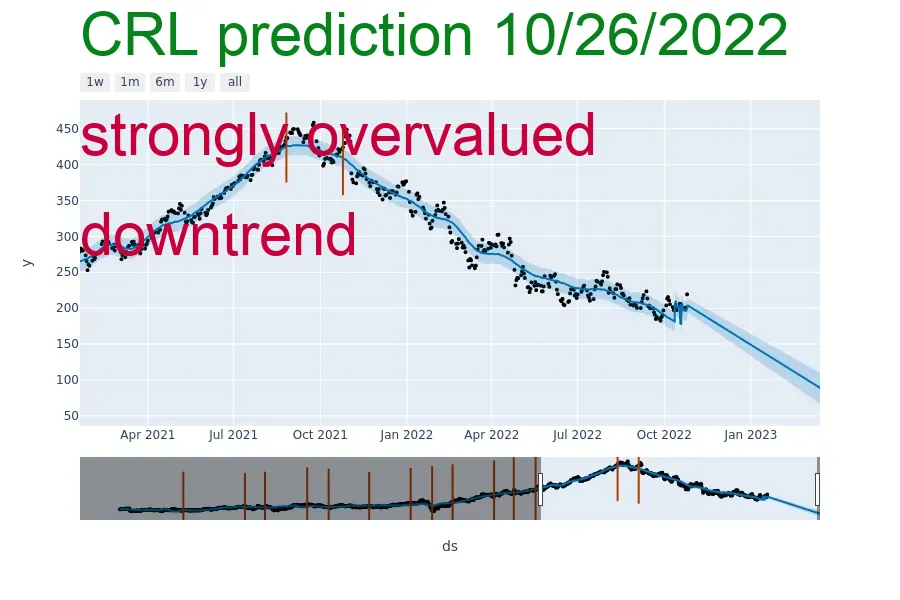 CRL prediction 10/26/2022
1w 1m 6m 1y all
strongly overvalued
downtrend
450
400
350
300
250
200
150
100
50
y
Apr 2021 Jul 2021 Oct 2021 Jan 2022 Apr 2022 Jul 2022 Oct 2022 Jan 2023
ds